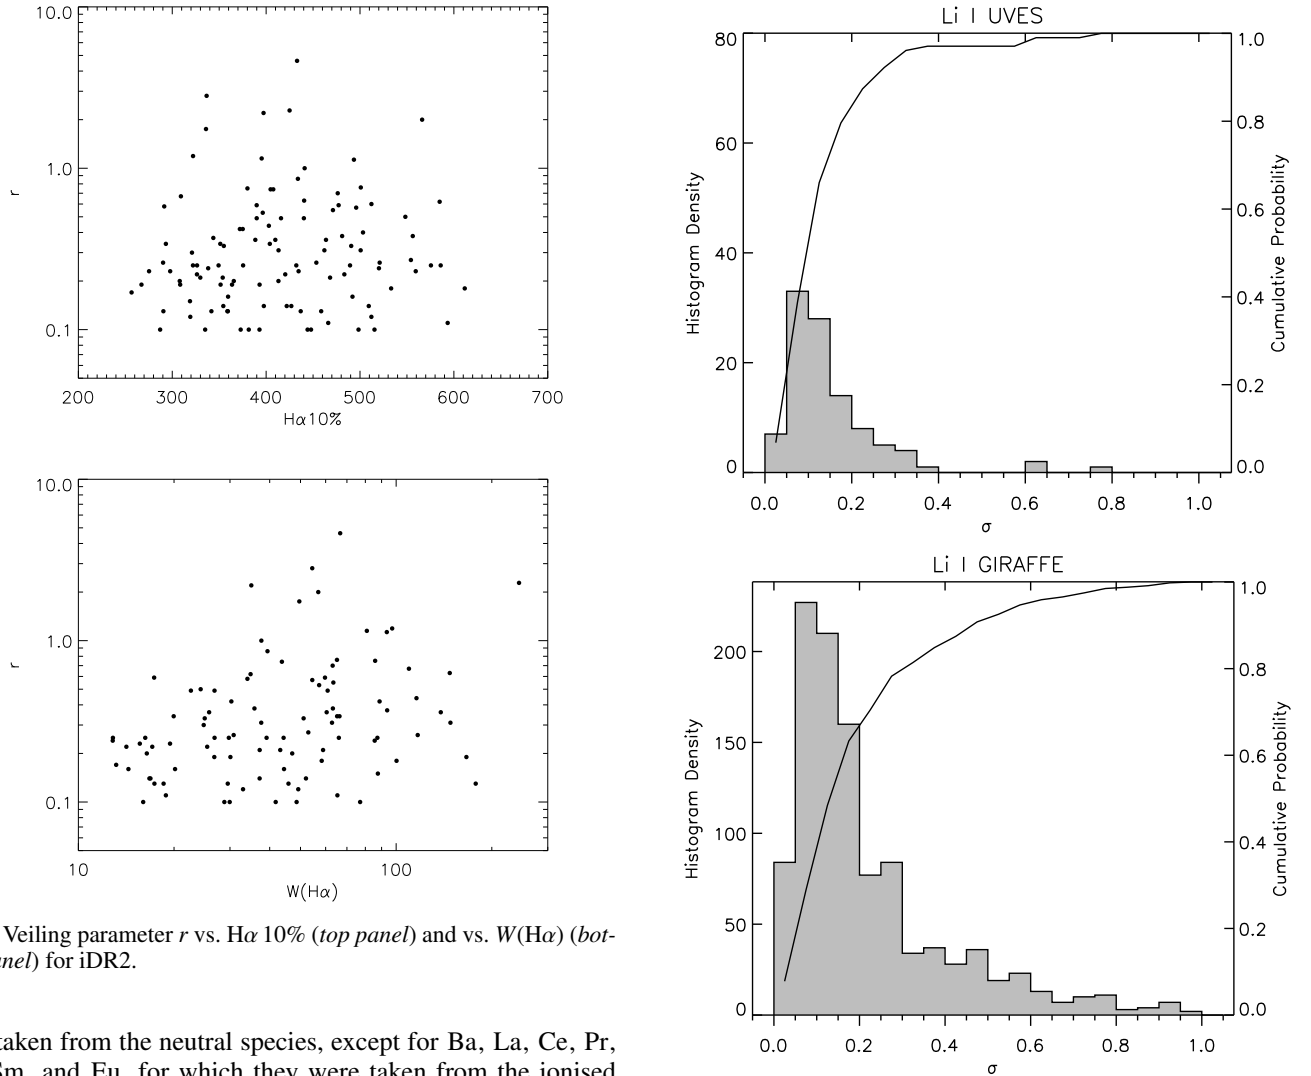 10.0
1.0
0.1
r
200 300 400 500 600 700
Hα10%
10.0
1.0
0.1
r
10 100
W(Hα)
Veiling parameter r vs. Hα 10% (top panel) and vs. W(Hα) (bot-
nel) for iDR2.
taken from the neutral species, except for Ba, La, Ce, Pr,
and Eu, for which they were taken from the ionised
Li I UVES
80
60
40
20
0
Histogram Density
1.0
0.8
0.6
0.4
0.2
0.0
Cumulative Probability
0.0 0.2 0.4 0.6 0.8 1.0
σ
Li I GIRAFFE
200
150
100
50
0
Histogram Density
1.0
0.8
0.6
0.4
0.2
0.0
Cumulative Probability
0.0 0.2 0.4 0.6 0.8 1.0
σ